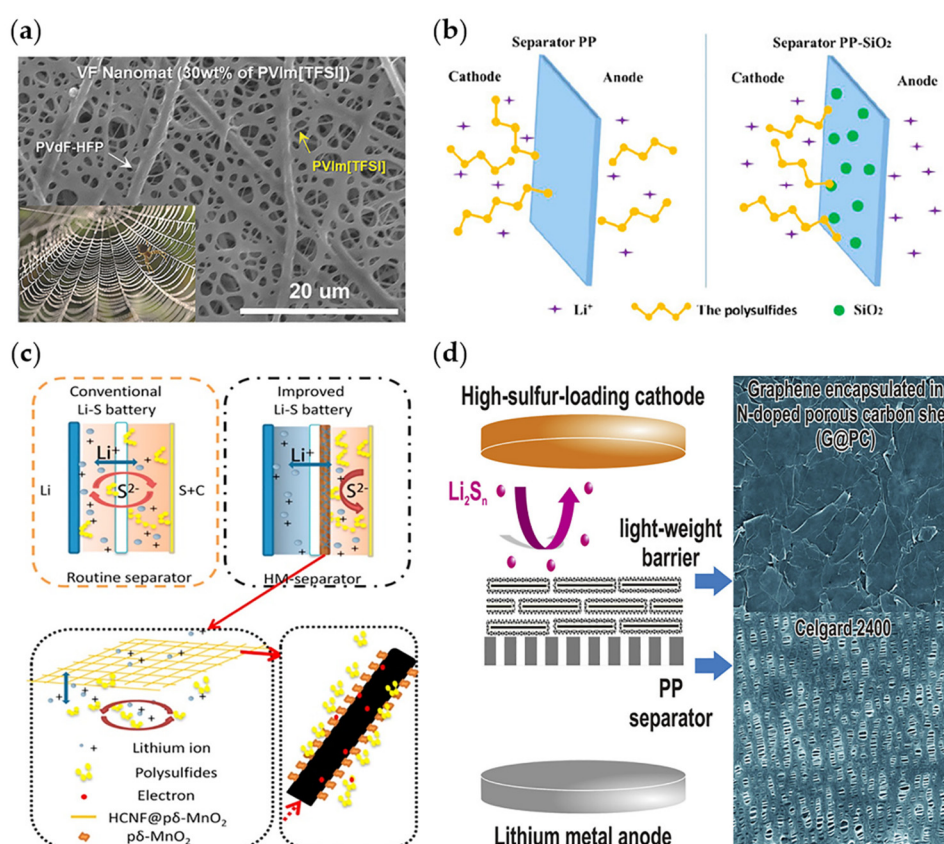 (a)
VF Nanomat (30wt% of PVIm[TFSI])
PVdF-HFP
PVIm[TFSI]
20 um
(b)
Separator PP
Cathode
Anode
Separator PP-SiO₂
Cathode
Anode
Li⁺
The polysulfides
SiO₂
(c)
Conventional
Li-S battery
Li⁺
S²⁻
Li
S+C
Routine separator
Improved
Li-S battery
Li⁺
S²⁻
HM-separator
Lithium ion
Polysulfides
Electron
HCNF@pδ-MnO₂
pδ-MnO₂
(d)
High-sulfur-loading cathode
Li₂Sₙ
light-weight
barrier
PP
separator
Lithium metal anode
Graphene encapsulated in
N-doped porous carbon she
(G@PC)
Celgard-2400